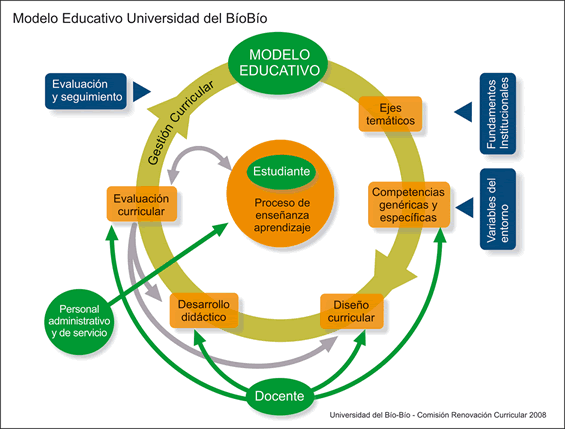 Modelo Educativo Universidad del BíoBío
MODELO
EDUCATIVO
Evaluación
y seguimiento
Gestión Curricular
Ejes
temáticos
Fundamentos
Institucionales
Estudiante
Proceso de
enseñanza
aprendizaje
Evaluación
curricular
Competencias
genéricas y
específicas
Variables del
entorno
Personal
administrativo
y de servicio
Desarrollo
didáctico
Diseño
curricular
Docente
Universidad del Bío-Bío - Comisión Renovación Curricular 2008